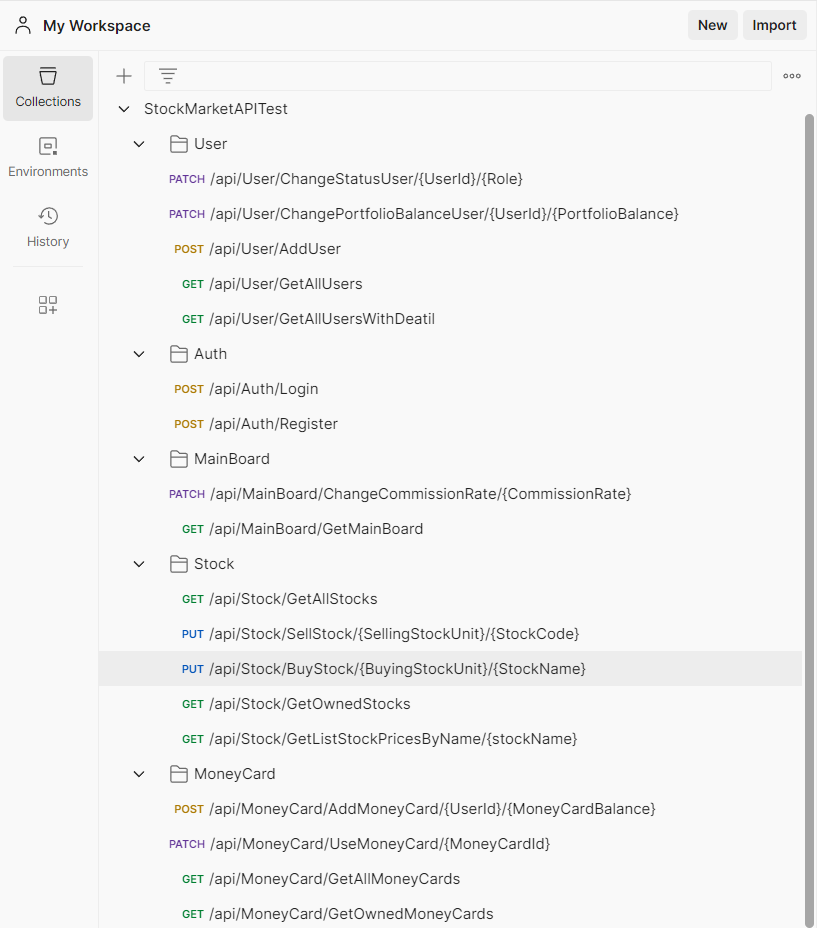 My Workspace
New
Import
Collections
Environments
History
StockMarketAPITest
User
PATCH /api/User/ChangeStatusUser/{UserId}/{Role}
PATCH /api/User/ChangePortfolioBalanceUser/{UserId}/{PortfolioBalance}
POST /api/User/AddUser
GET /api/User/GetAllUsers
GET /api/User/GetAllUsersWithDeatil
Auth
POST /api/Auth/Login
POST /api/Auth/Register
MainBoard
PATCH /api/MainBoard/ChangeCommissionRate/{CommissionRate}
GET /api/MainBoard/GetMainBoard
Stock
GET /api/Stock/GetAllStocks
PUT /api/Stock/SellStock/{SellingStockUnit}/{StockCode}
PUT /api/Stock/BuyStock/{BuyingStockUnit}/{StockName}
GET /api/Stock/GetOwnedStocks
GET /api/Stock/GetListStockPricesByName/{stockName}
MoneyCard
POST /api/MoneyCard/AddMoneyCard/{UserId}/{MoneyCardBalance}
PATCH /api/MoneyCard/UseMoneyCard/{MoneyCardId}
GET /api/MoneyCard/GetAllMoneyCards
GET /api/MoneyCard/GetOwnedMoneyCards